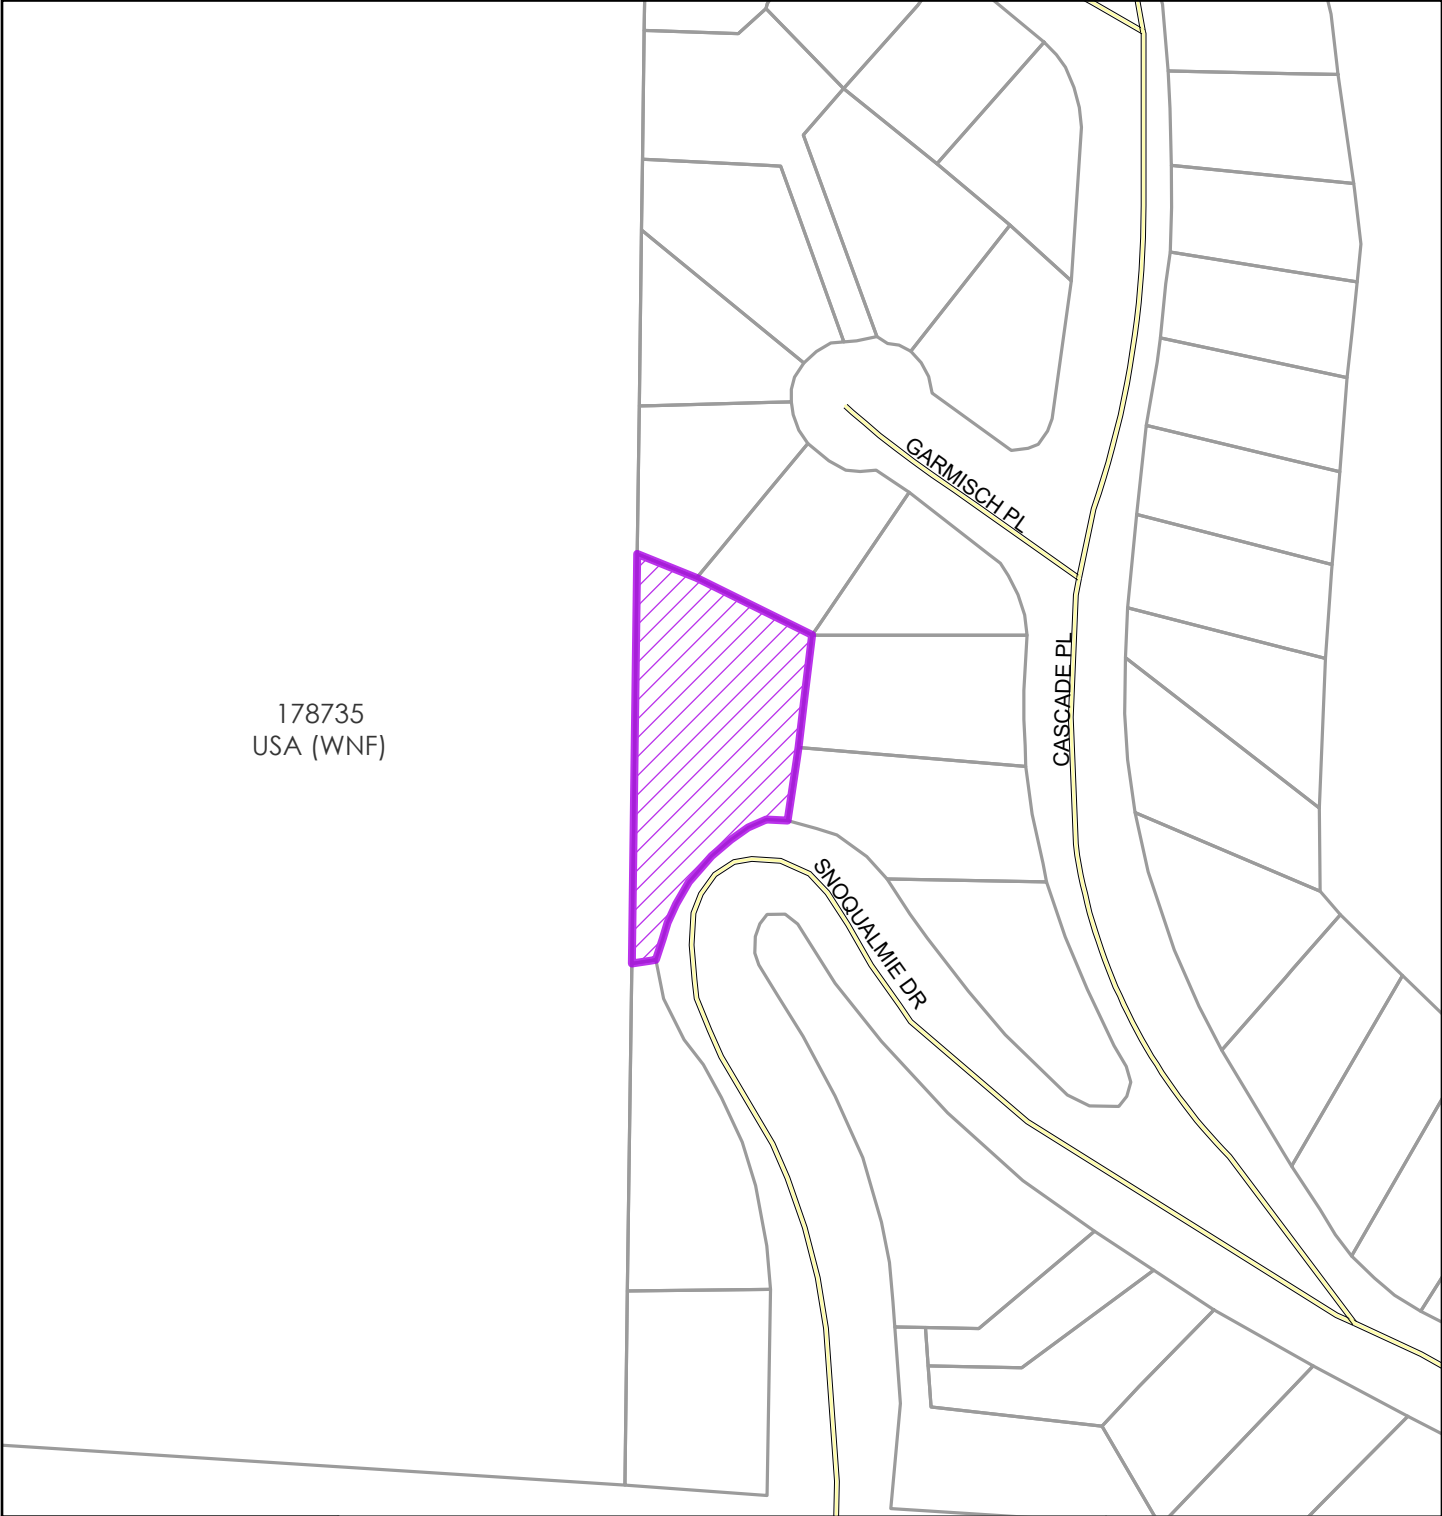 GARMISCH PL
CASCADE PL
178735
USA (WNF)
SNOQUALMIE DR